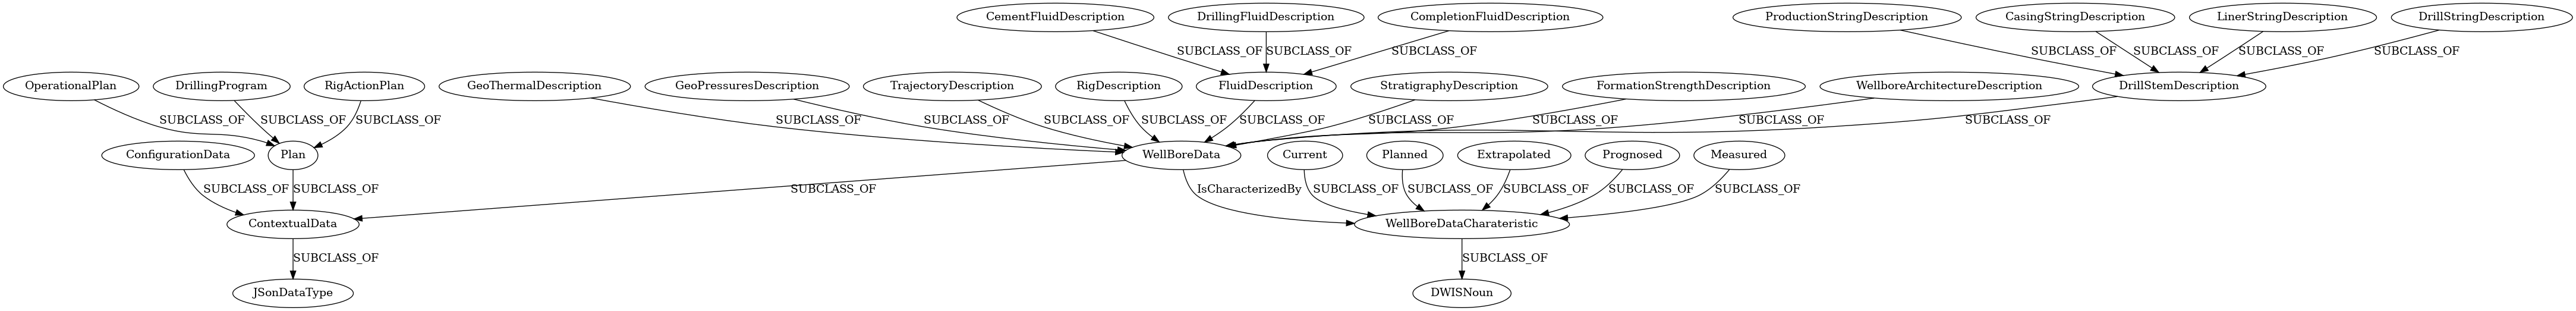 CementFluidDescription
DrillingFluidDescription
CompletionFluidDescription
ProductionStringDescription
CasingStringDescription
LinerStringDescription
DrillStringDescription
SUBCLASS_OF
SUBCLASS_OF
SUBCLASS_OF
SUBCLASS_OF
SUBCLASS_OF
SUBCLASS_OF
SUBCLASS_OF
OperationalPlan
DrillingProgram
RigActionPlan
GeoThermalDescription
GeoPressuresDescription
TrajectoryDescription
RigDescription
FluidDescription
StratigraphyDescription
FormationStrengthDescription
WellboreArchitectureDescription
DrillStemDescription
SUBCLASS_OF
SUBCLASS_OF
SUBCLASS_OF
SUBCLASS_OF
SUBCLASS_OF
SUBCLASS_OF
SUBCLASS_OF
SUBCLASS_OF
SUBCLASS_OF
SUBCLASS_OF
SUBCLASS_OF
SUBCLASS_OF
ConfigurationData
Plan
WellBoreData
Current
Planned
Extrapolated
Prognosed
Measured
SUBCLASS_OF
SUBCLASS_OF
SUBCLASS_OF
IsCharacterizedBy
SUBCLASS_OF
SUBCLASS_OF
SUBCLASS_OF
SUBCLASS_OF
SUBCLASS_OF
ContextualData
WellBoreDataCharateristic
SUBCLASS_OF
SUBCLASS_OF
JSonDataType
DWISNoun